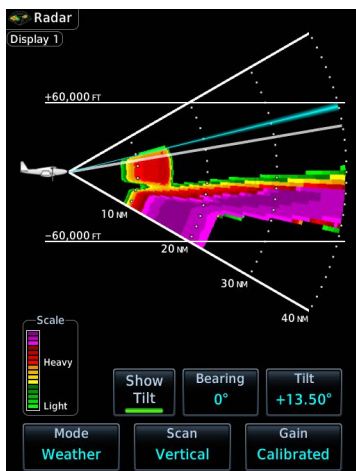 Radar
Display 1
+60,000 FT
10 NM
-60,000 FT
20 NM
30 NM
40 NM
Scale
Heavy
Light
Show
Tilt
Bearing
0°
Tilt
+13.50°
Mode
Weather
Scan
Vertical
Gain
Calibrated